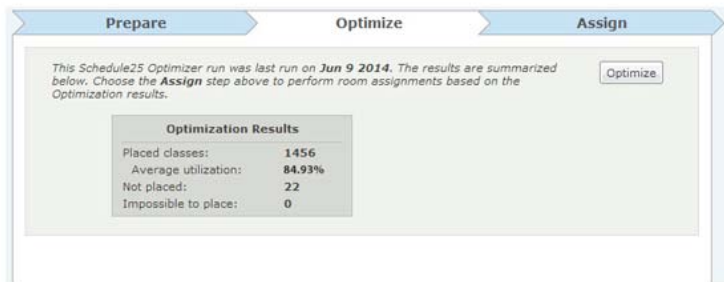 Prepare
Optimize
Assign
This Schedule25 Optimizer run was last run on Jun 9 2014. The results are summarized
below. Choose the Assign step above to perform room assignments based on the
Optimization results.
Optimize
Optimization Results
Placed classes: 1456
Average utilization: 84.93%
Not placed: 22
Impossible to place: 0